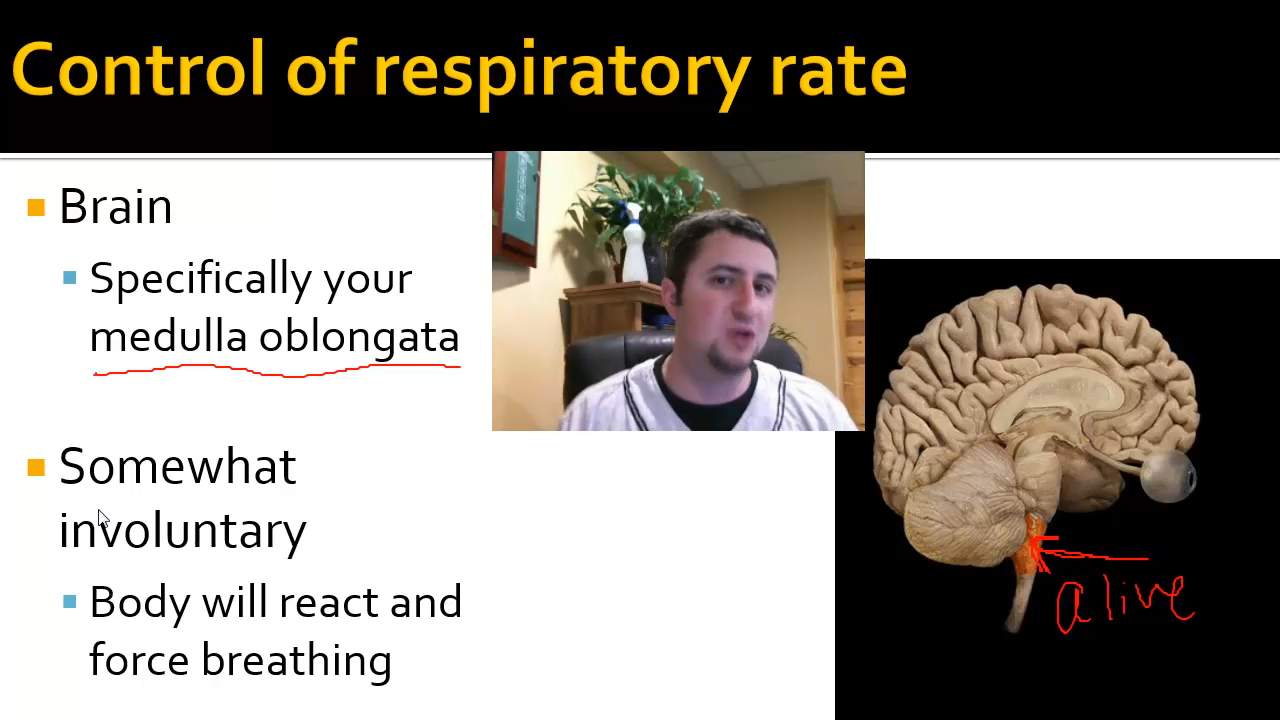 Control of respiratory rate
Brain
Specifically your
medulla oblongata
Somewhat
involuntary
Body will react and
force breathing
alive